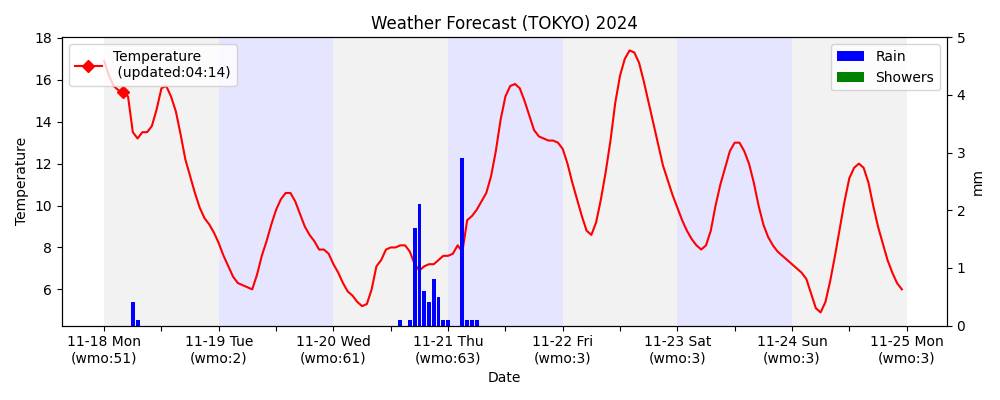 Weather Forecast (TOKYO) 2024
Temperature
(updated:04:14)
Rain
Showers
18
16
14
12
10
8
6
Temperature
5
4
3
2
1
0
mm
11-18 Mon
(wmo:51)
11-19 Tue
(wmo:2)
11-20 Wed
(wmo:61)
11-21 Thu
(wmo:63)
11-22 Fri
(wmo:3)
11-23 Sat
(wmo:3)
11-24 Sun
(wmo:3)
11-25 Mon
(wmo:3)
Date